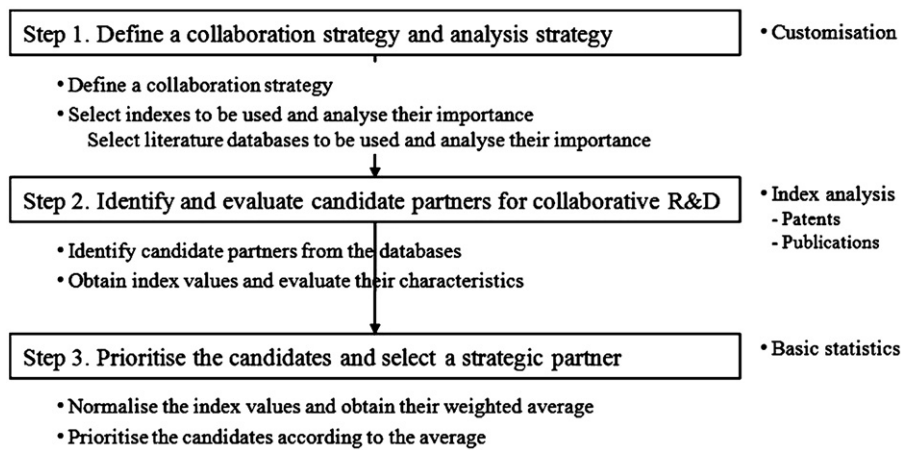 Step 1. Define a collaboration strategy and analysis strategy
• Customisation
• Define a collaboration strategy
• Select indexes to be used and analyse their importance
Select literature databases to be used and analyse their importance
Step 2. Identify and evaluate candidate partners for collaborative R&D
• Index analysis
- Patents
- Publications
• Identify candidate partners from the databases
• Obtain index values and evaluate their characteristics
Step 3. Prioritise the candidates and select a strategic partner
• Basic statistics
• Normalise the index values and obtain their weighted average
• Prioritise the candidates according to the average